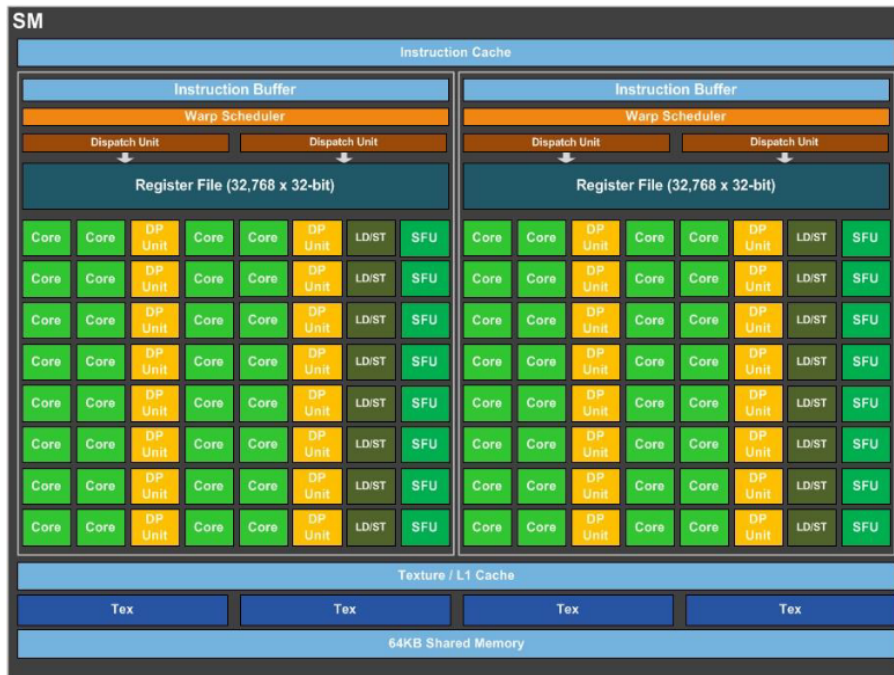 SM
Instruction Cache
Instruction Buffer Instruction Buffer
Warp Scheduler Warp Scheduler
Dispatch Unit Dispatch Unit Dispatch Unit Dispatch Unit
Register File (32,768 x 32-bit) Register File (32,768 x 32-bit)
Core Core DP Unit Core Core DP Unit LD/ST SFU Core Core DP Unit Core Core DP Unit LD/ST SFU
Core Core DP Unit Core Core DP Unit LD/ST SFU Core Core DP Unit Core Core DP Unit LD/ST SFU
Core Core DP Unit Core Core DP Unit LD/ST SFU Core Core DP Unit Core Core DP Unit LD/ST SFU
Core Core DP Unit Core Core DP Unit LD/ST SFU Core Core DP Unit Core Core DP Unit LD/ST SFU
Core Core DP Unit Core Core DP Unit LD/ST SFU Core Core DP Unit Core Core DP Unit LD/ST SFU
Core Core DP Unit Core Core DP Unit LD/ST SFU Core Core DP Unit Core Core DP Unit LD/ST SFU
Core Core DP Unit Core Core DP Unit LD/ST SFU Core Core DP Unit Core Core DP Unit LD/ST SFU
Core Core DP Unit Core Core DP Unit LD/ST SFU Core Core DP Unit Core Core DP Unit LD/ST SFU
Texture / L1 Cache
Tex Tex Tex Tex
64KB Shared Memory